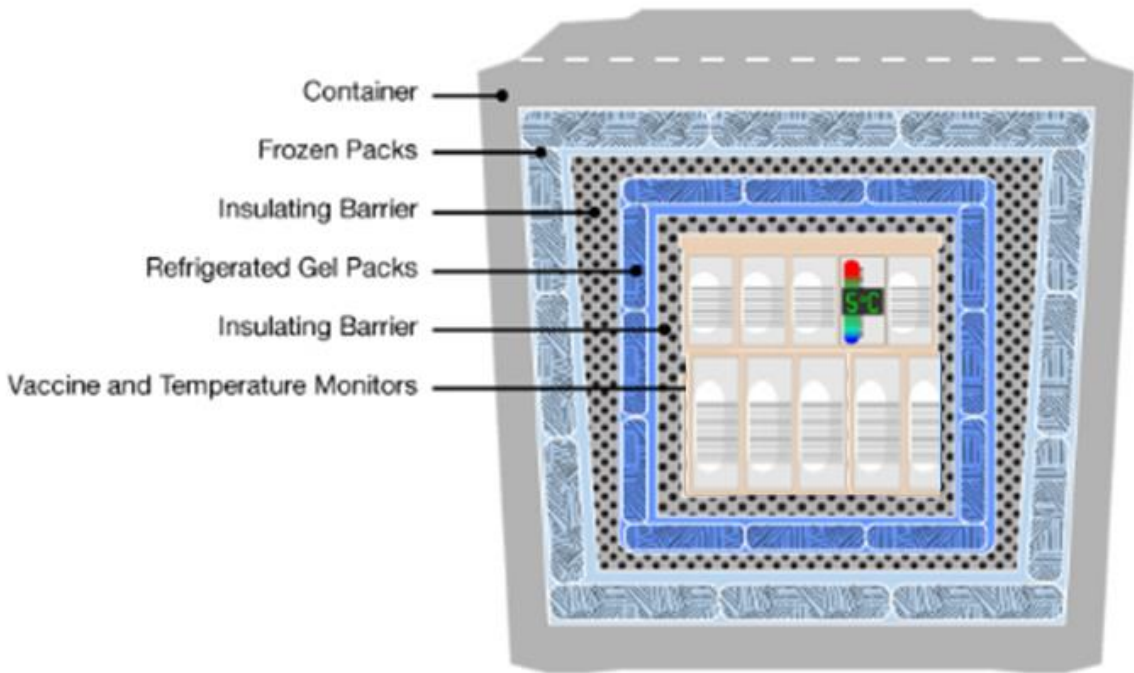 Container
Frozen Packs
Insulating Barrier
Refrigerated Gel Packs
Insulating Barrier
Vaccine and Temperature Monitors
5°C